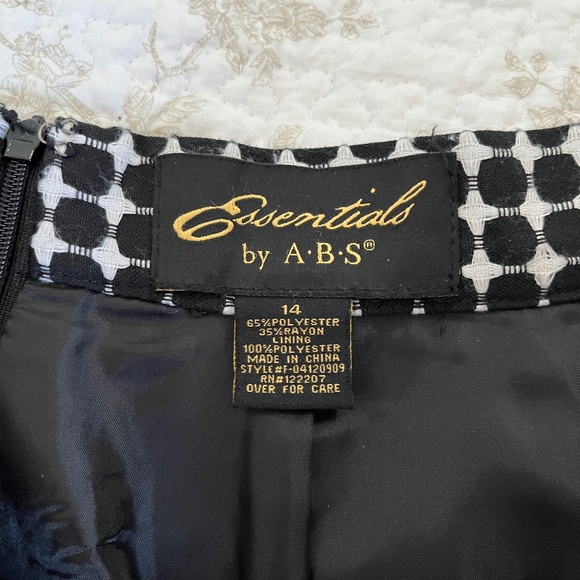 Essentials
by A·B·S®
14
65%POLYESTER
35%RAYON
LINING
100%POLYESTER
MADE IN CHINA
STYLE#F-04120909
RN#122207
OVER FOR CARE